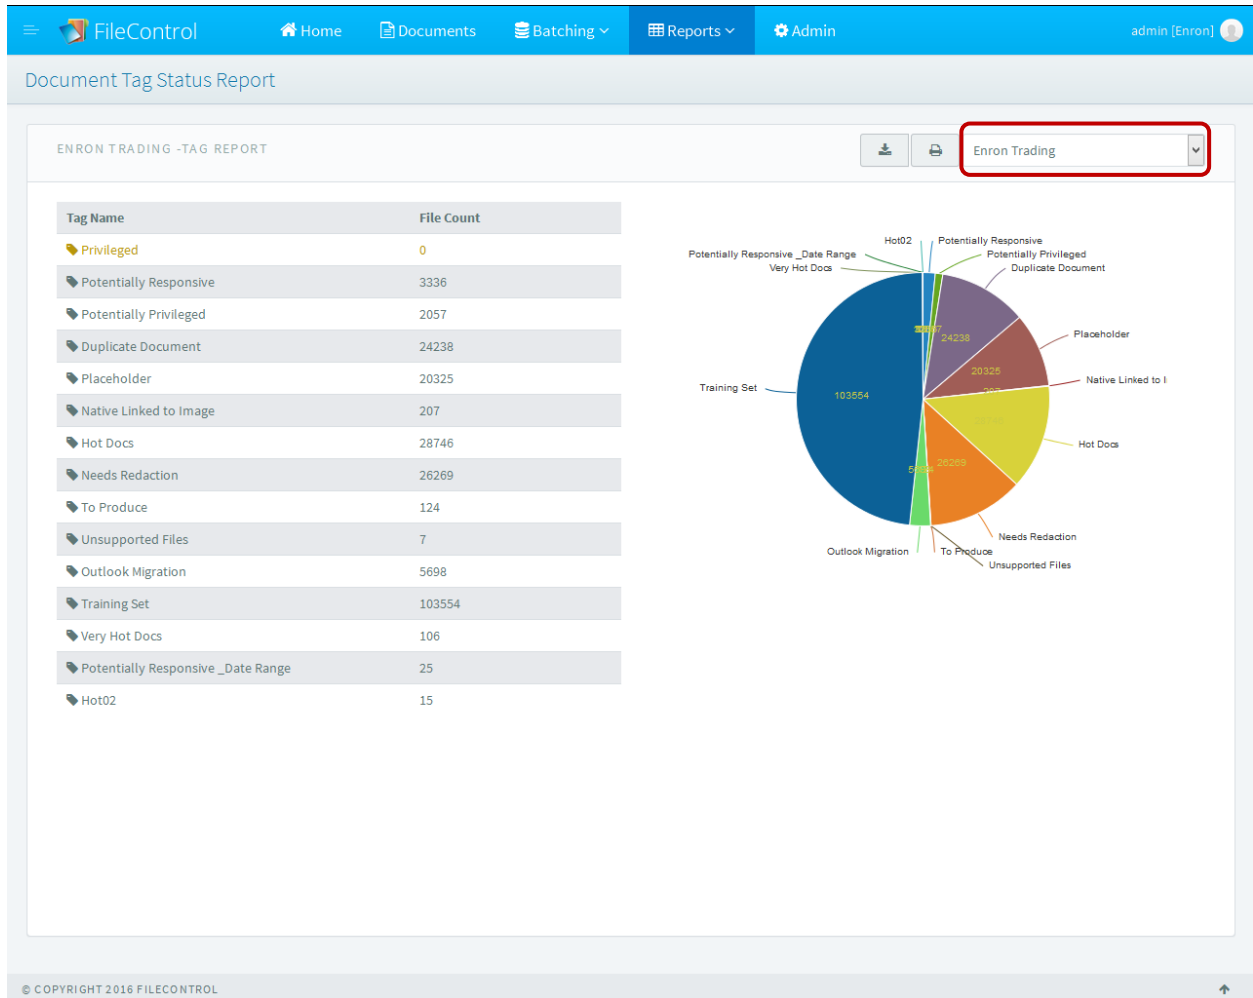 FileControl Home Documents Batching Reports Admin admin [Enron]
Document Tag Status Report
ENRON TRADING -TAG REPORT
Enron Trading
Tag Name File Count
Privileged 0
Potentially Responsive 3336
Potentially Privileged 2057
Duplicate Document 24238
Placeholder 20325
Native Linked to Image 207
Hot Docs 28746
Needs Redaction 26269
To Produce 124
Unsupported Files 7
Outlook Migration 5698
Training Set 103554
Very Hot Docs 106
Potentially Responsive _Date Range 25
Hot02 15
Hot02
Potentially Responsive
Potentially Responsive _Date Range
Potentially Privileged
Very Hot Docs
Duplicate Document
24238
Placeholder
20325
Native Linked to I
Training Set
103554
Hot Docs
26269
Needs Redaction
Outlook Migration
To Produce
Unsupported Files
© COPYRIGHT 2016 FILECONTROL